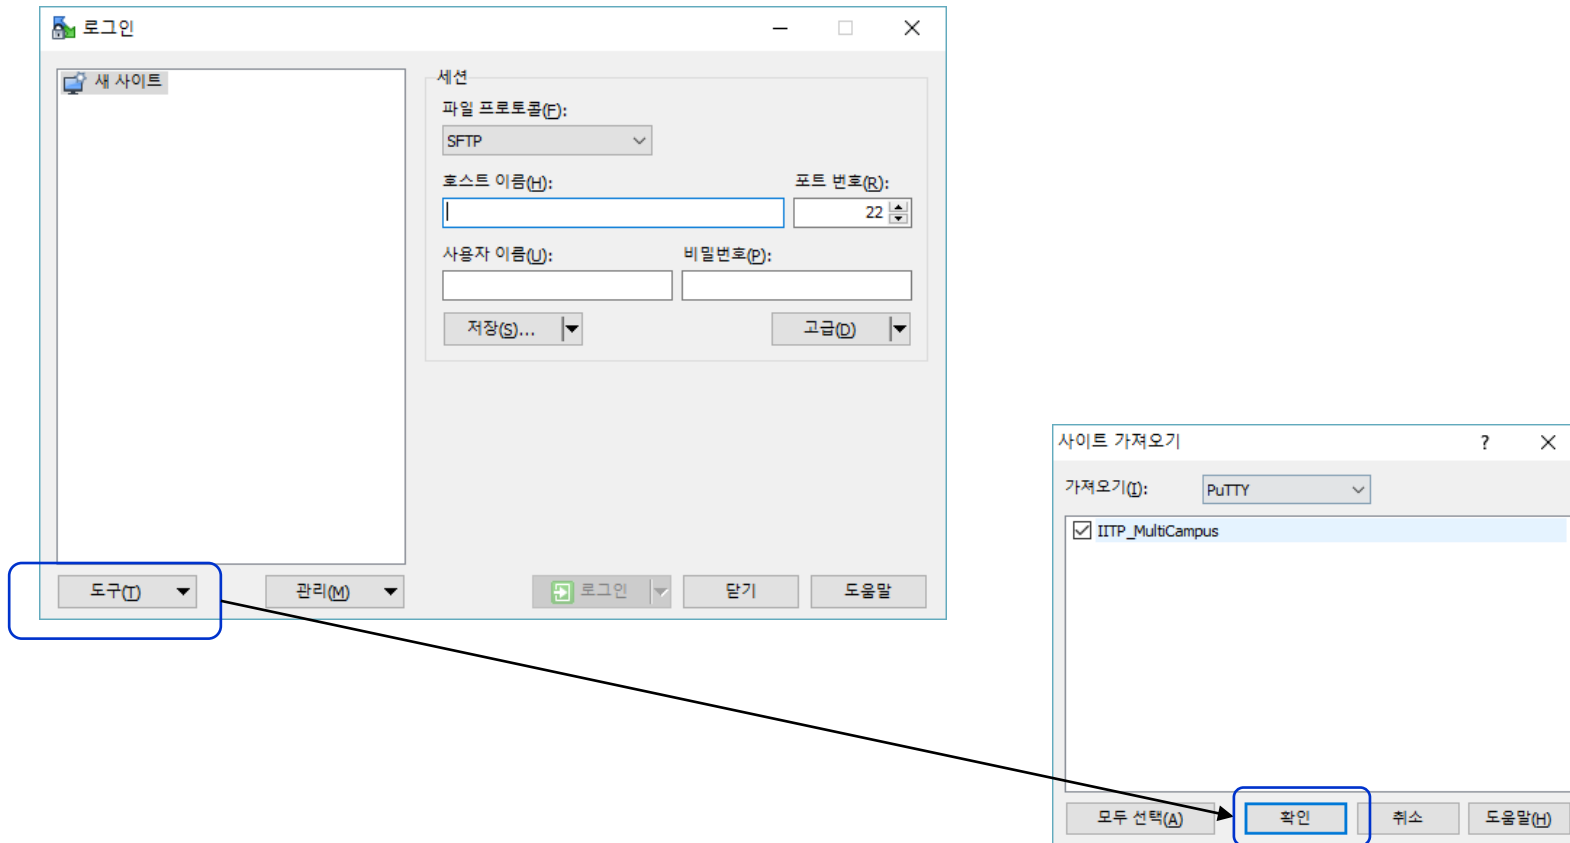 로그인
새 사이트
세션
파일 프로토콜(F):
SFTP
호스트 이름(H): 포트 번호(R):
22
사용자 이름(U): 비밀번호(P):
저장(S)... 고급(D)
도구(T) 관리(M) 로그인 닫기 도움말
사이트 가져오기 ?
가져오기(I): PuTTY
IITP_MultiCampus
모두 선택(A) 확인 취소 도움말(H)